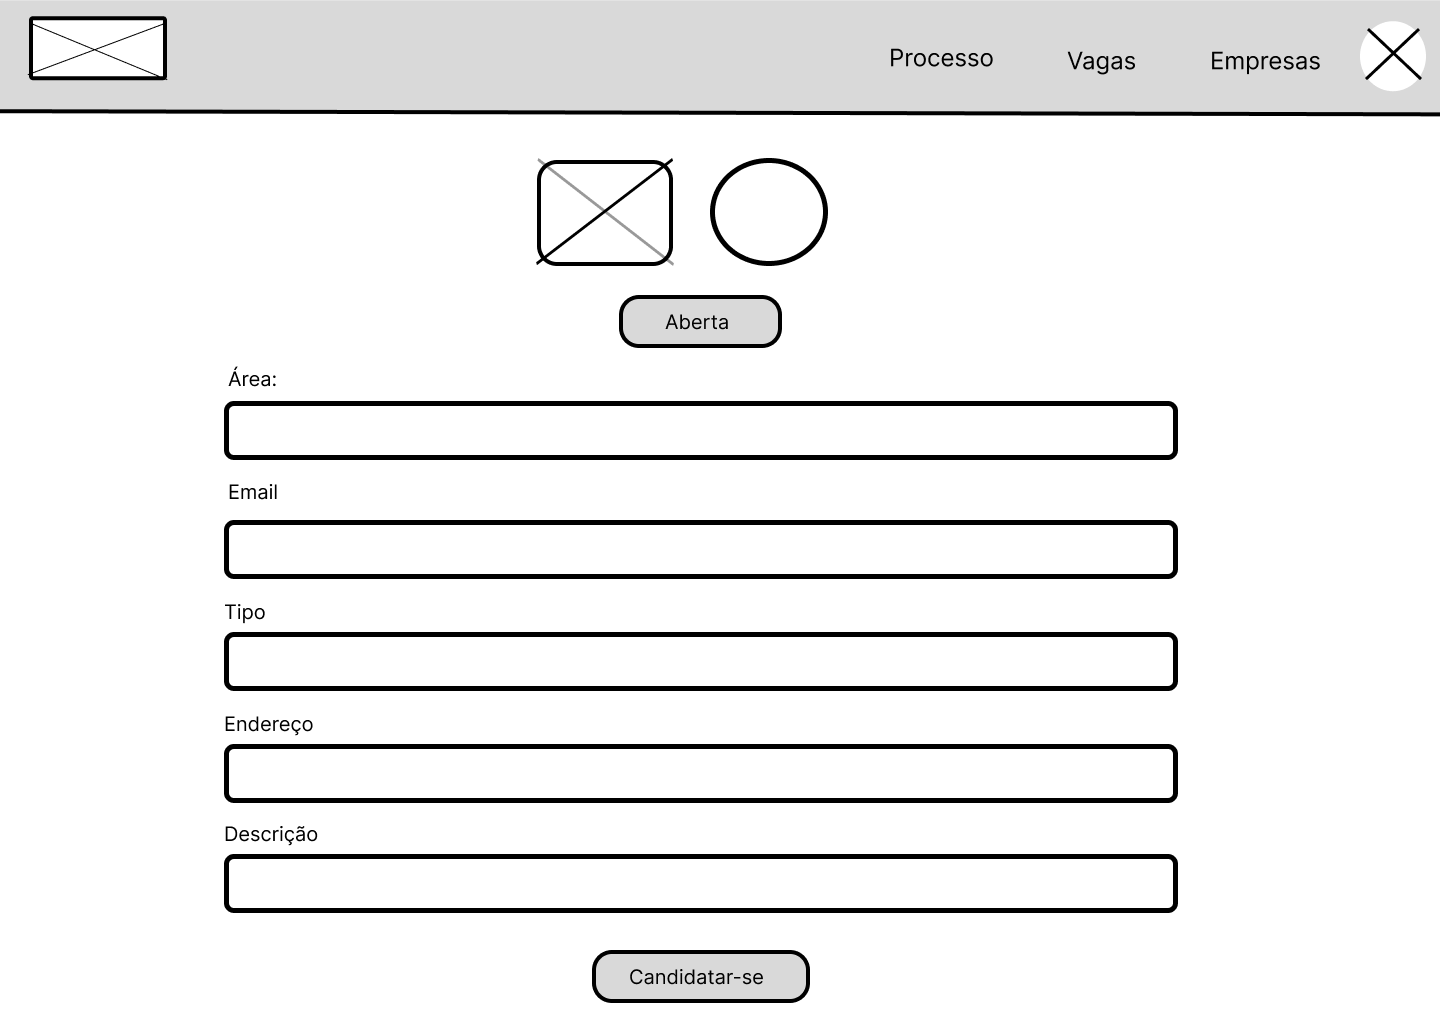 Processo
Vagas
Empresas
Aberta
Área:
Email
Tipo
Endereço
Descrição
Candidatar-se